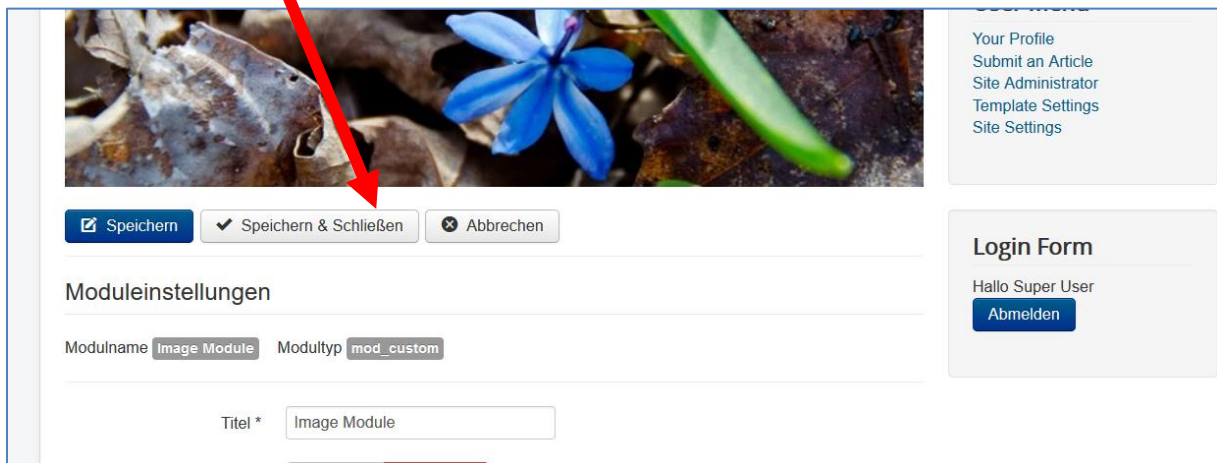 User Menu
Your Profile
Submit an Article
Site Administrator
Template Settings
Site Settings
Speichern
Speichern & Schließen
Abbrechen
Login Form
Hallo Super User
Abmelden
Moduleinstellungen
Modulname Image Module Modultyp mod_custom
Titel * Image Module